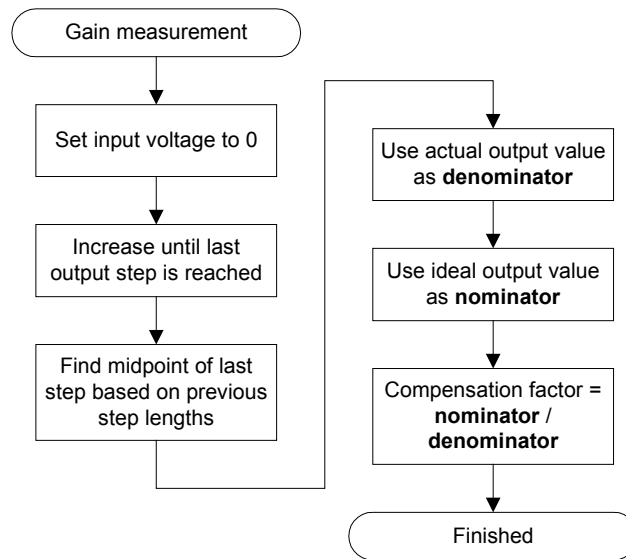 Gain measurement
Set input voltage to 0
Increase until last
output step is reached
Find midpoint of last
step based on previous
step lengths
Use actual output value
as denominator
Use ideal output value
as nominator
Compensation factor =
nominator /
denominator
Finished